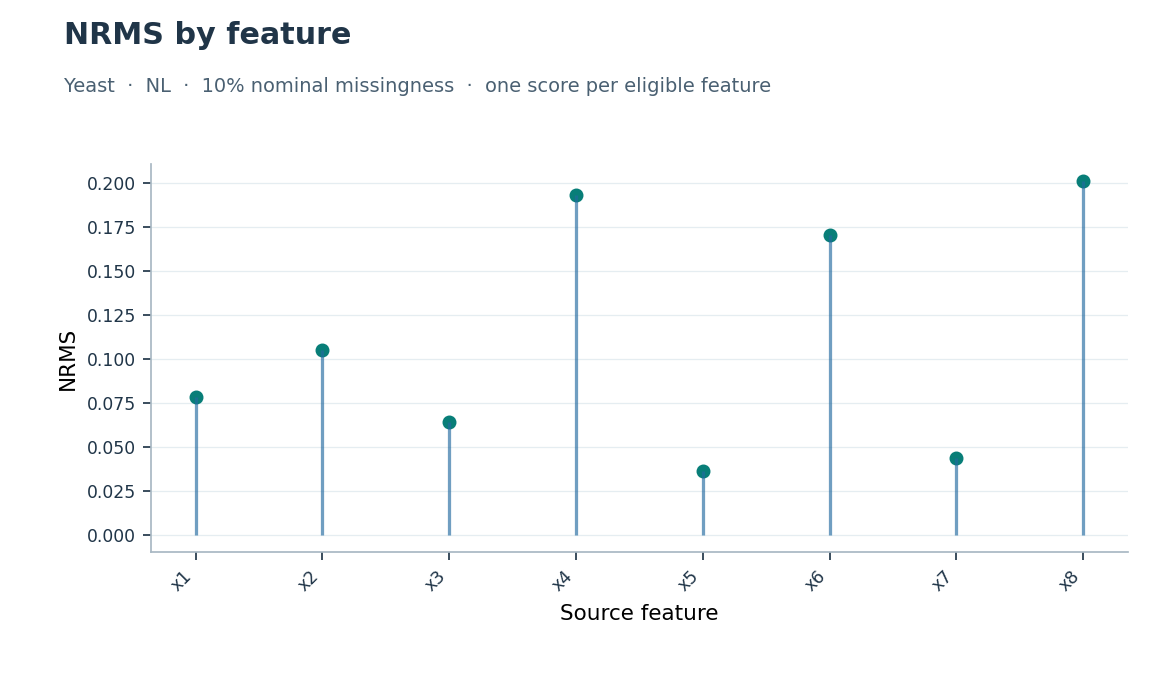 NRMS by feature
Yeast · NL · 10% nominal missingness · one score per eligible feature
0.200
0.175
0.150
0.125
0.100
0.075
0.050
0.025
0.000
NRMS
x1 x2 x3 x4 x5 x6 x7 x8
Source feature